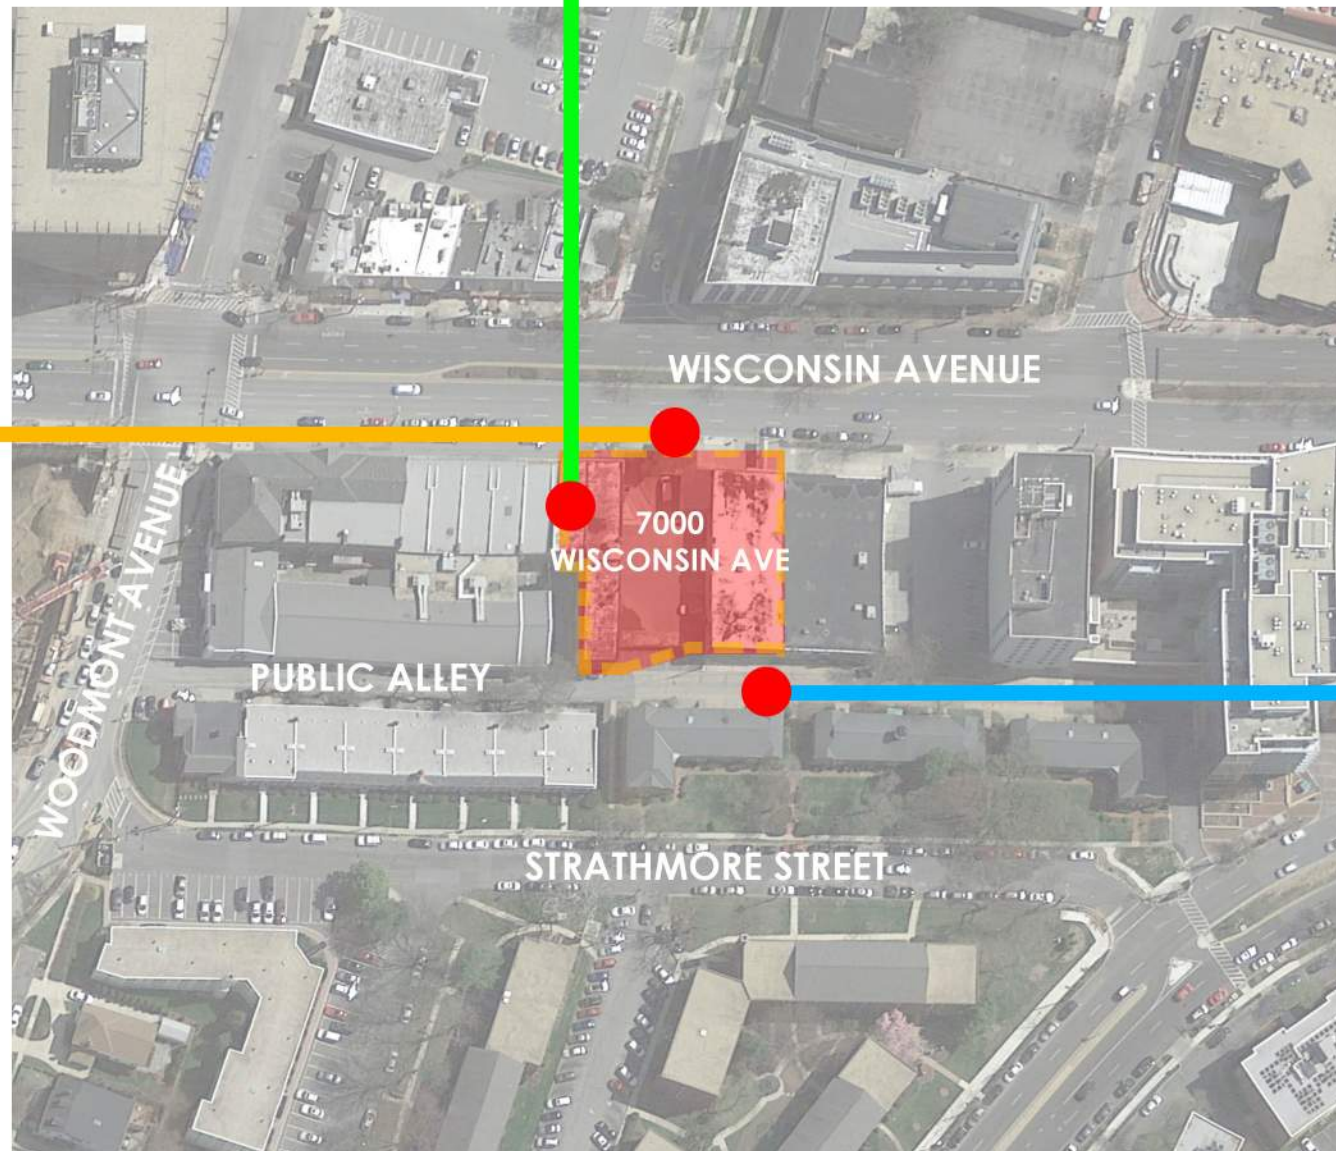 WISCONSIN AVENUE
7000
WISCONSIN AVE
WOODMONT AVENUE
PUBLIC ALLEY
STRATHMORE STREET